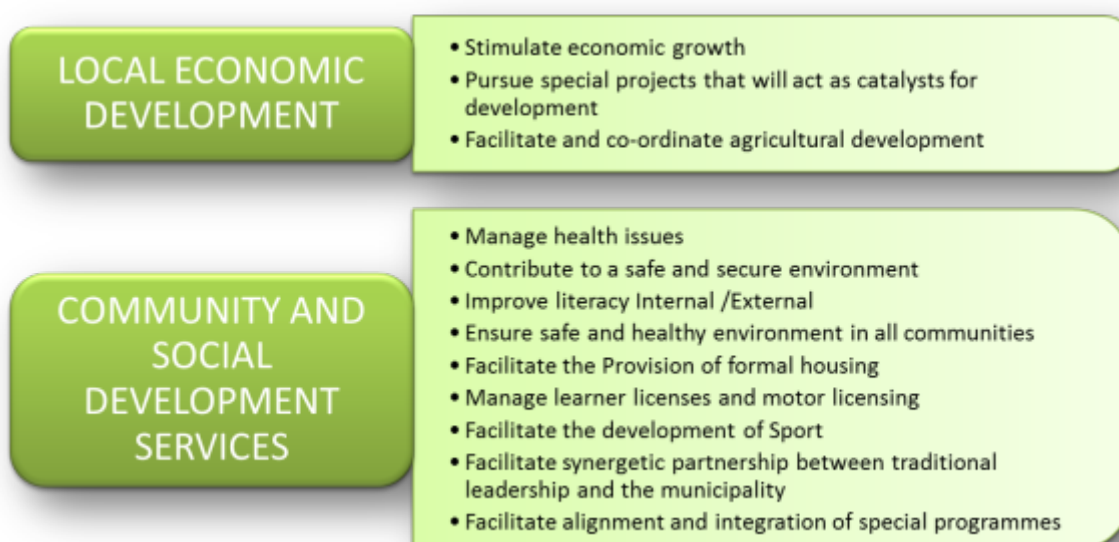 LOCAL ECONOMIC
DEVELOPMENT
• Stimulate economic growth
• Pursue special projects that will act as catalysts for
development
• Facilitate and co-ordinate agricultural development
COMMUNITY AND
SOCIAL
DEVELOPMENT
SERVICES
• Manage health issues
• Contribute to a safe and secure environment
• Improve literacy Internal /External
• Ensure safe and healthy environment in all communities
• Facilitate the Provision of formal housing
• Manage learner licenses and motor licensing
• Facilitate the development of Sport
• Facilitate synergetic partnership between traditional
leadership and the municipality
• Facilitate alignment and integration of special programmes